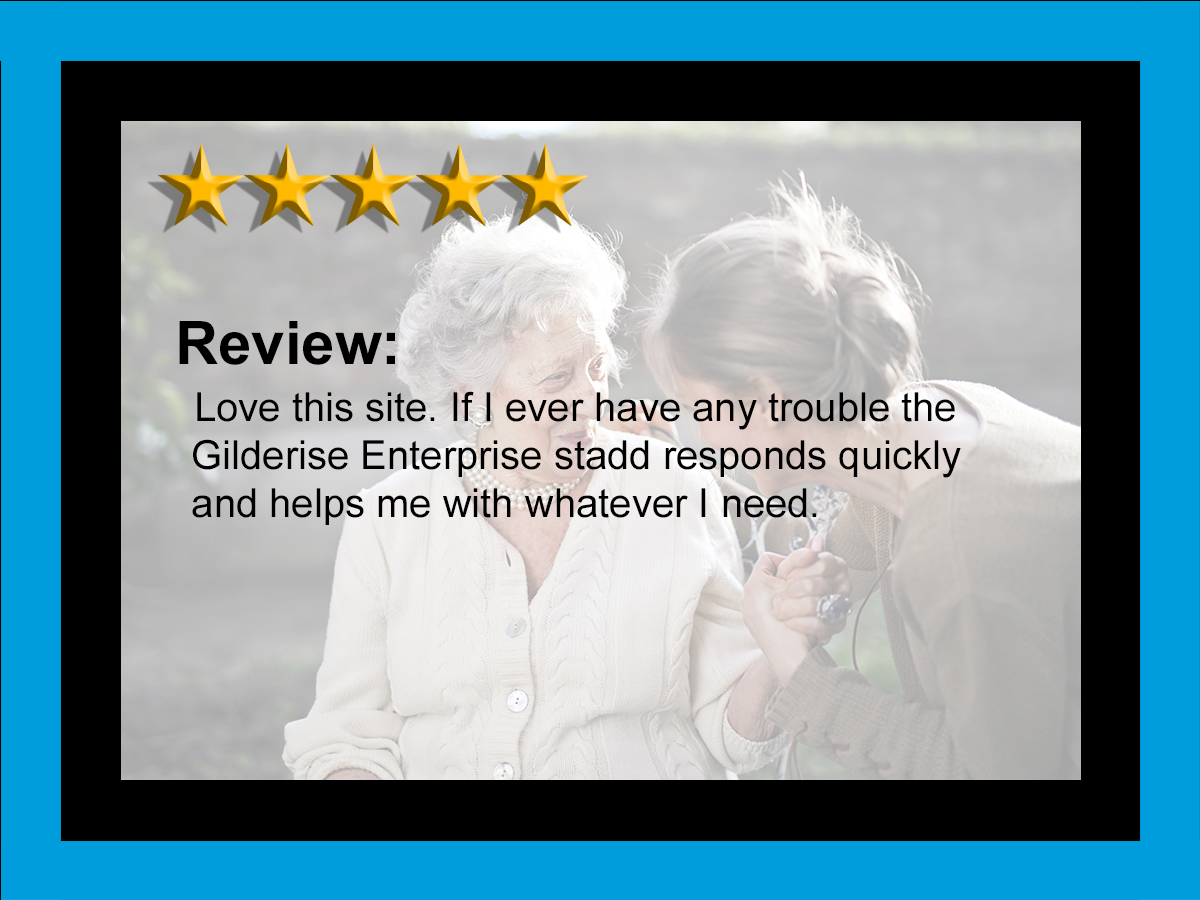 Review:
Love this site. If I ever have any trouble the
Gilderise Enterprise stadd responds quickly
and helps me with whatever I need.